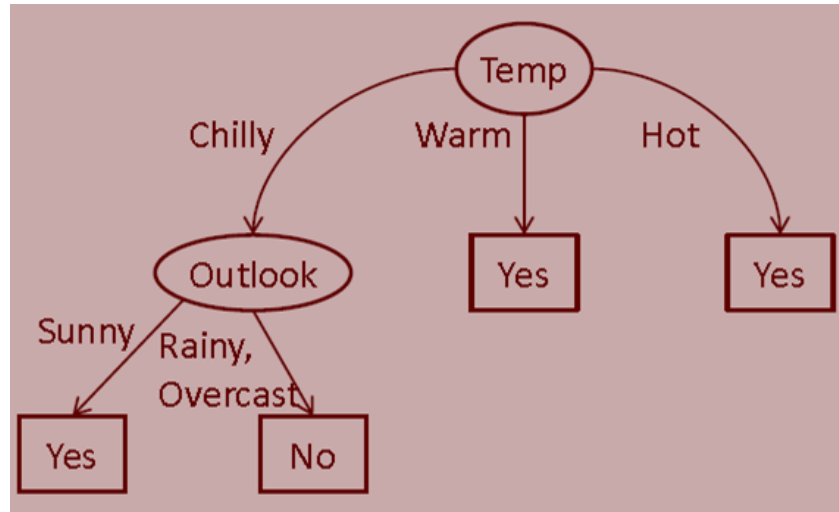 Temp
Chilly
Warm
Hot
Outlook
Yes
Yes
Sunny
Rainy,
Overcast
Yes
No